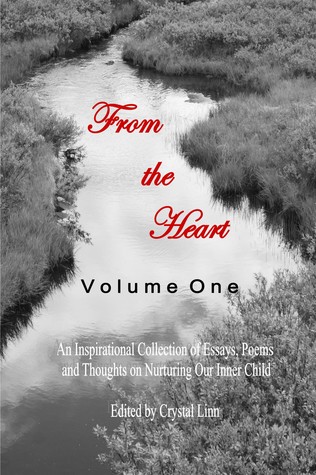 From
the
Heart
Volume One
An Inspirational Collection of Essays, Poems
and Thoughts on Nurturing Our Inner Child
Edited by Crystal Linn